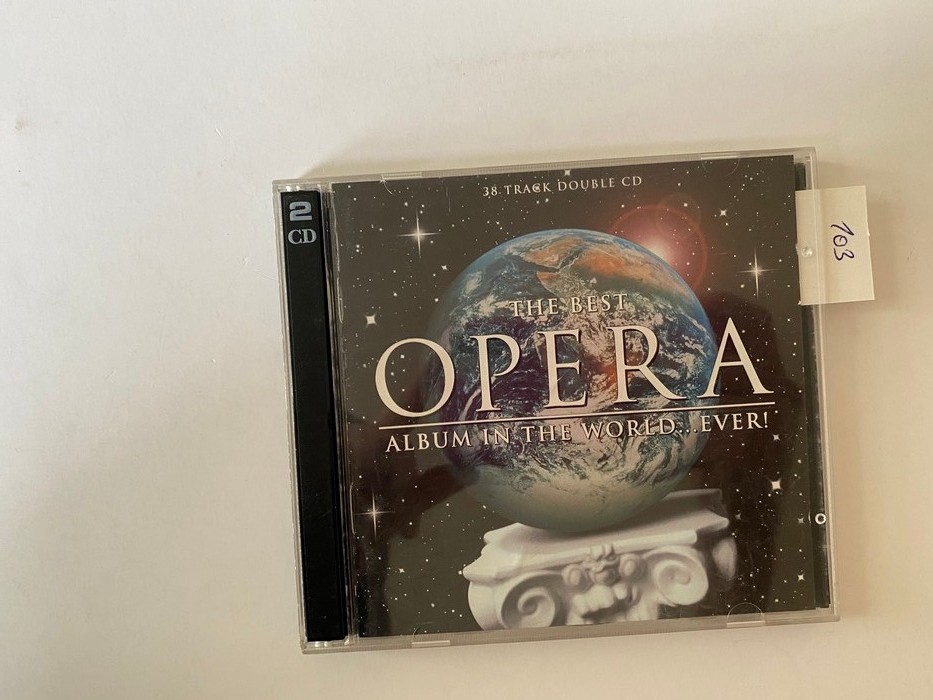 38 TRACK DOUBLE CD
2
CD
THE BEST
OPERA
ALBUM IN THE WORLD...EVER!
103